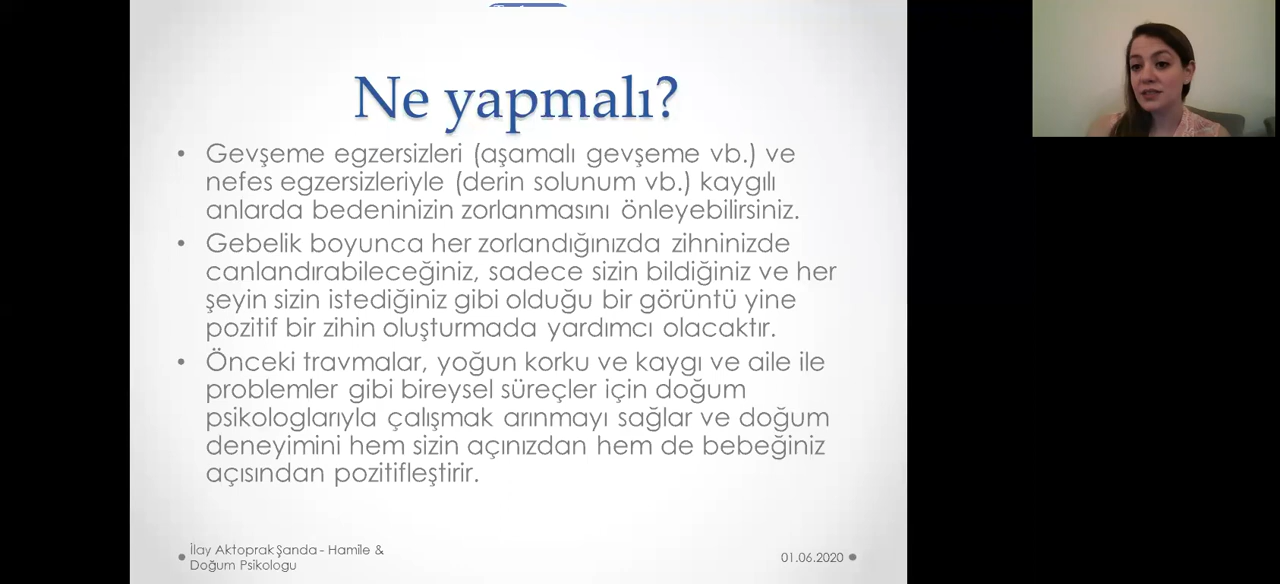 Ne yapmalı?
• Gevşeme egzersizleri (aşamalı gevşeme vb.) ve
nefes egzersizleriyle (derin solunum vb.) kaygılı
anlarda bedeninizin zorlanmasını önleyebilirsiniz.
• Gebelik boyunca her zorlandığınızda zihninizde
canlandırabileceğiniz, sadece sizin bildiğiniz ve her
şeyin sizin istediğiniz gibi olduğu bir görüntü yine
pozitif bir zihin oluşturmada yardımcı olacaktır.
• Önceki travmalar, yoğun korku ve kaygı ve aile ile
problemler gibi bireysel süreçler için doğum
psikologlarıyla çalışmak arınmayı sağlar ve doğum
deneyimini hem sizin açınızdan hem de bebeğiniz
açısından pozitifleştirir.
İlay Aktoprak Şanda - Hamile &
Doğum Psikologu
01.06.2020